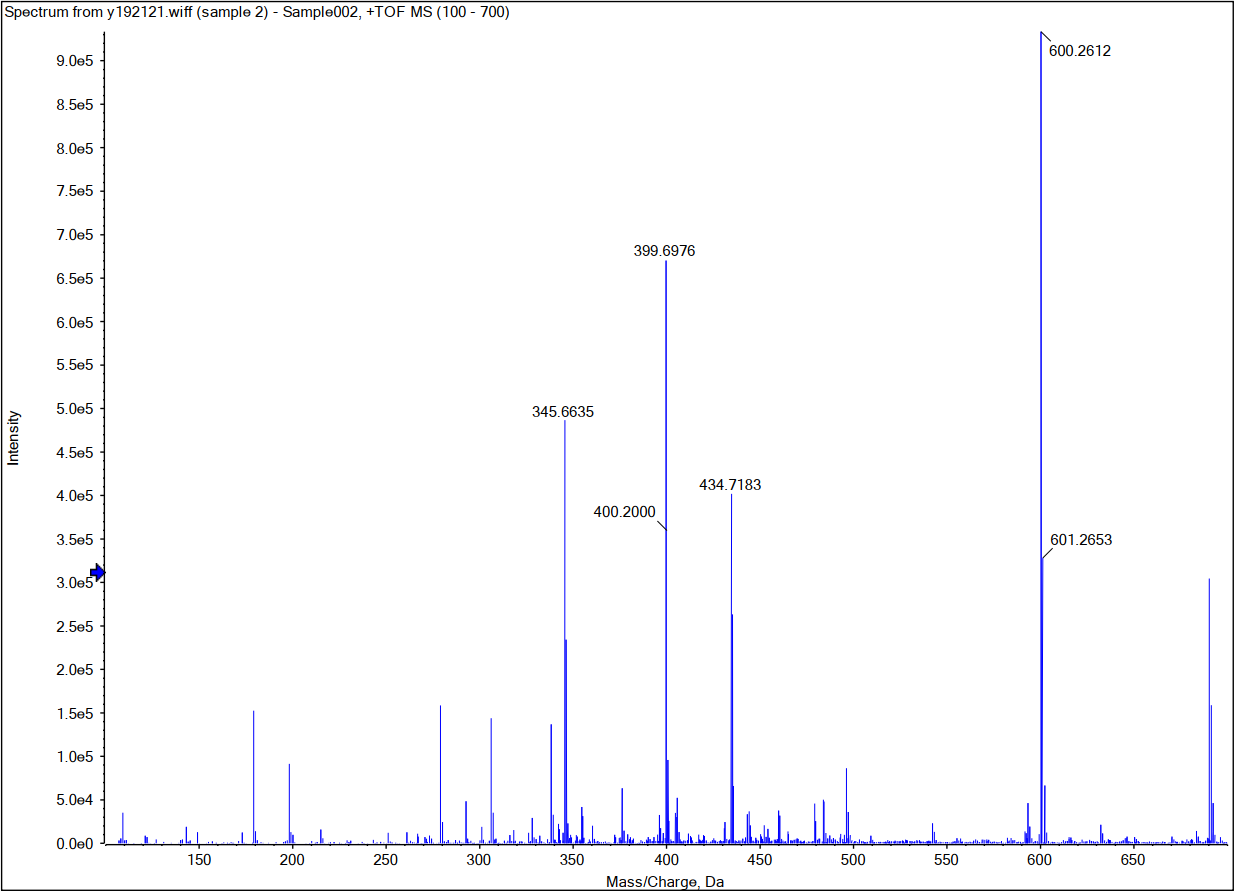 Spectrum from y192121.wiff (sample 2) - Sample002, +TOF MS (100 - 700)
600.2612
9.0e5
8.5e5
8.0e5
7.5e5
7.0e5
399.6976
6.5e5
6.0e5
5.5e5
5.0e5
345.6635
4.5e5
434.7183
4.0e5
400.2000
3.5e5
601.2653
3.0e5
2.5e5
2.0e5
1.5e5
1.0e5
5.0e4
0.0e0
Intensity
150 200 250 300 350 400 450 500 550 600 650
Mass/Charge, Da